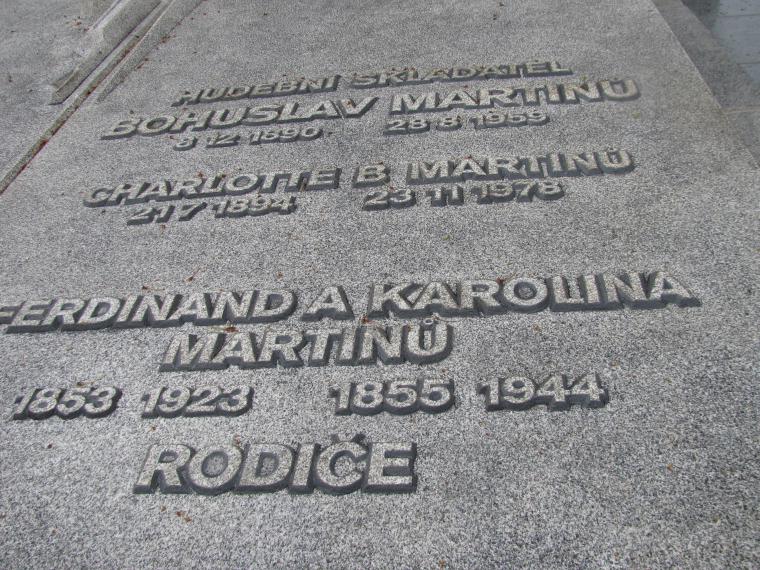 HUDEBNÍ SKLADATEL
BOHUSLAV MARTINŮ
8 12 1890 28 8 1959
CHARLOTTE B MARTINŮ
21 7 1894 23 11 1978
FERDINAND A KAROLINA
MARTINŮ
1853 1923 1855 1944
RODIČE